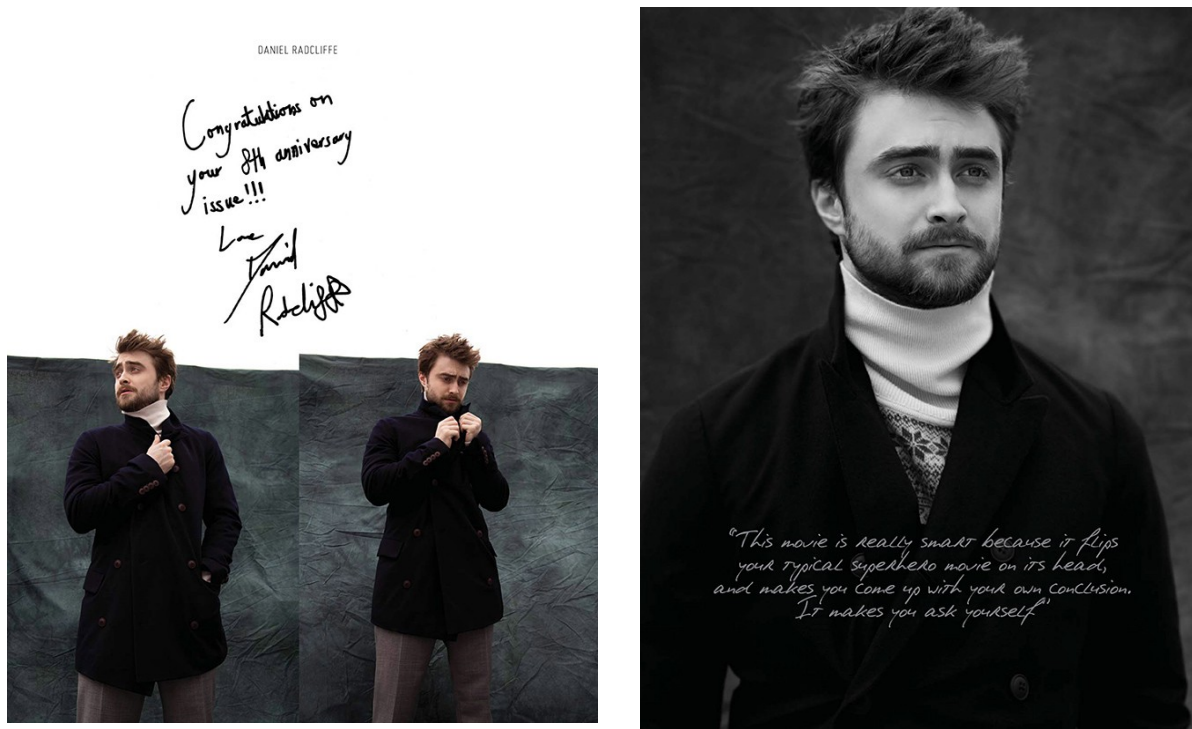 DANIEL RADCLIFFE
Congratulations on
your 8th anniversary
issue!!!
Love
Daniel
Radcliffe
"This movie is really smart because it flips
your typical superhero movie on its head,
and makes you come up with your own conclusion.
It makes you ask yourself"